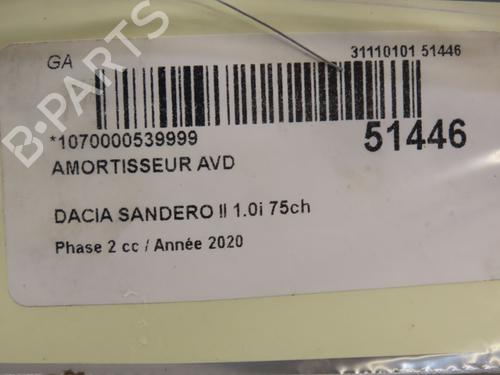 GA
31110101 51446
*1070000539999
51446
AMORTISSEUR AVD
DACIA SANDERO II 1.0i 75ch
Phase 2 cc / Année 2020
B-PARTS